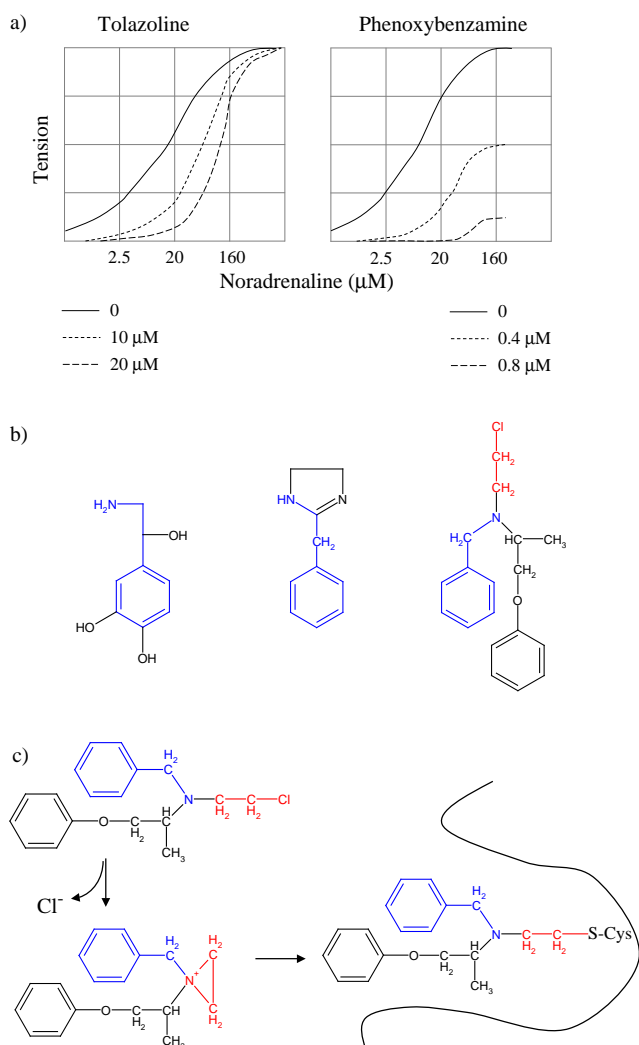 a) Tolazoline Phenoxybenzamine
Tension
2.5 20 160 2.5 20 160
Noradrenaline (μM)
0 0
10 μM 0.4 μM
20 μM 0.8 μM
b)
Cl
CH2
CH2
H2N HN N N
OH CH2 H2C CH CH3
CH2
HO O
OH
c) H2
C
N C C Cl
O C H H2 H2
H2
CH3
Cl-
H2 H2
C C
N+
O C CH C
H2 H2
CH3
H2
C
N C C S-Cys
O C H H2 H2
H2
CH3